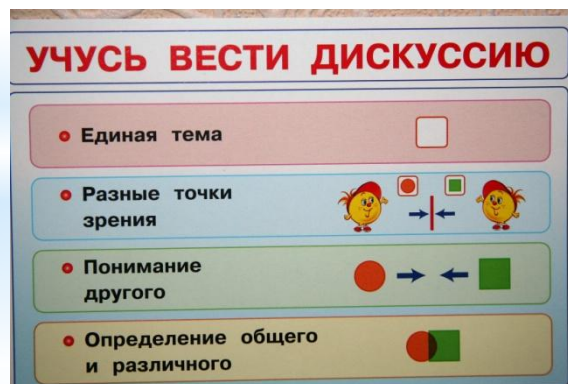 УЧУСЬ ВЕСТИ ДИСКУССИЮ
Единая тема
Разные точки
зрения
Понимание
другого
Определение общего
и различного